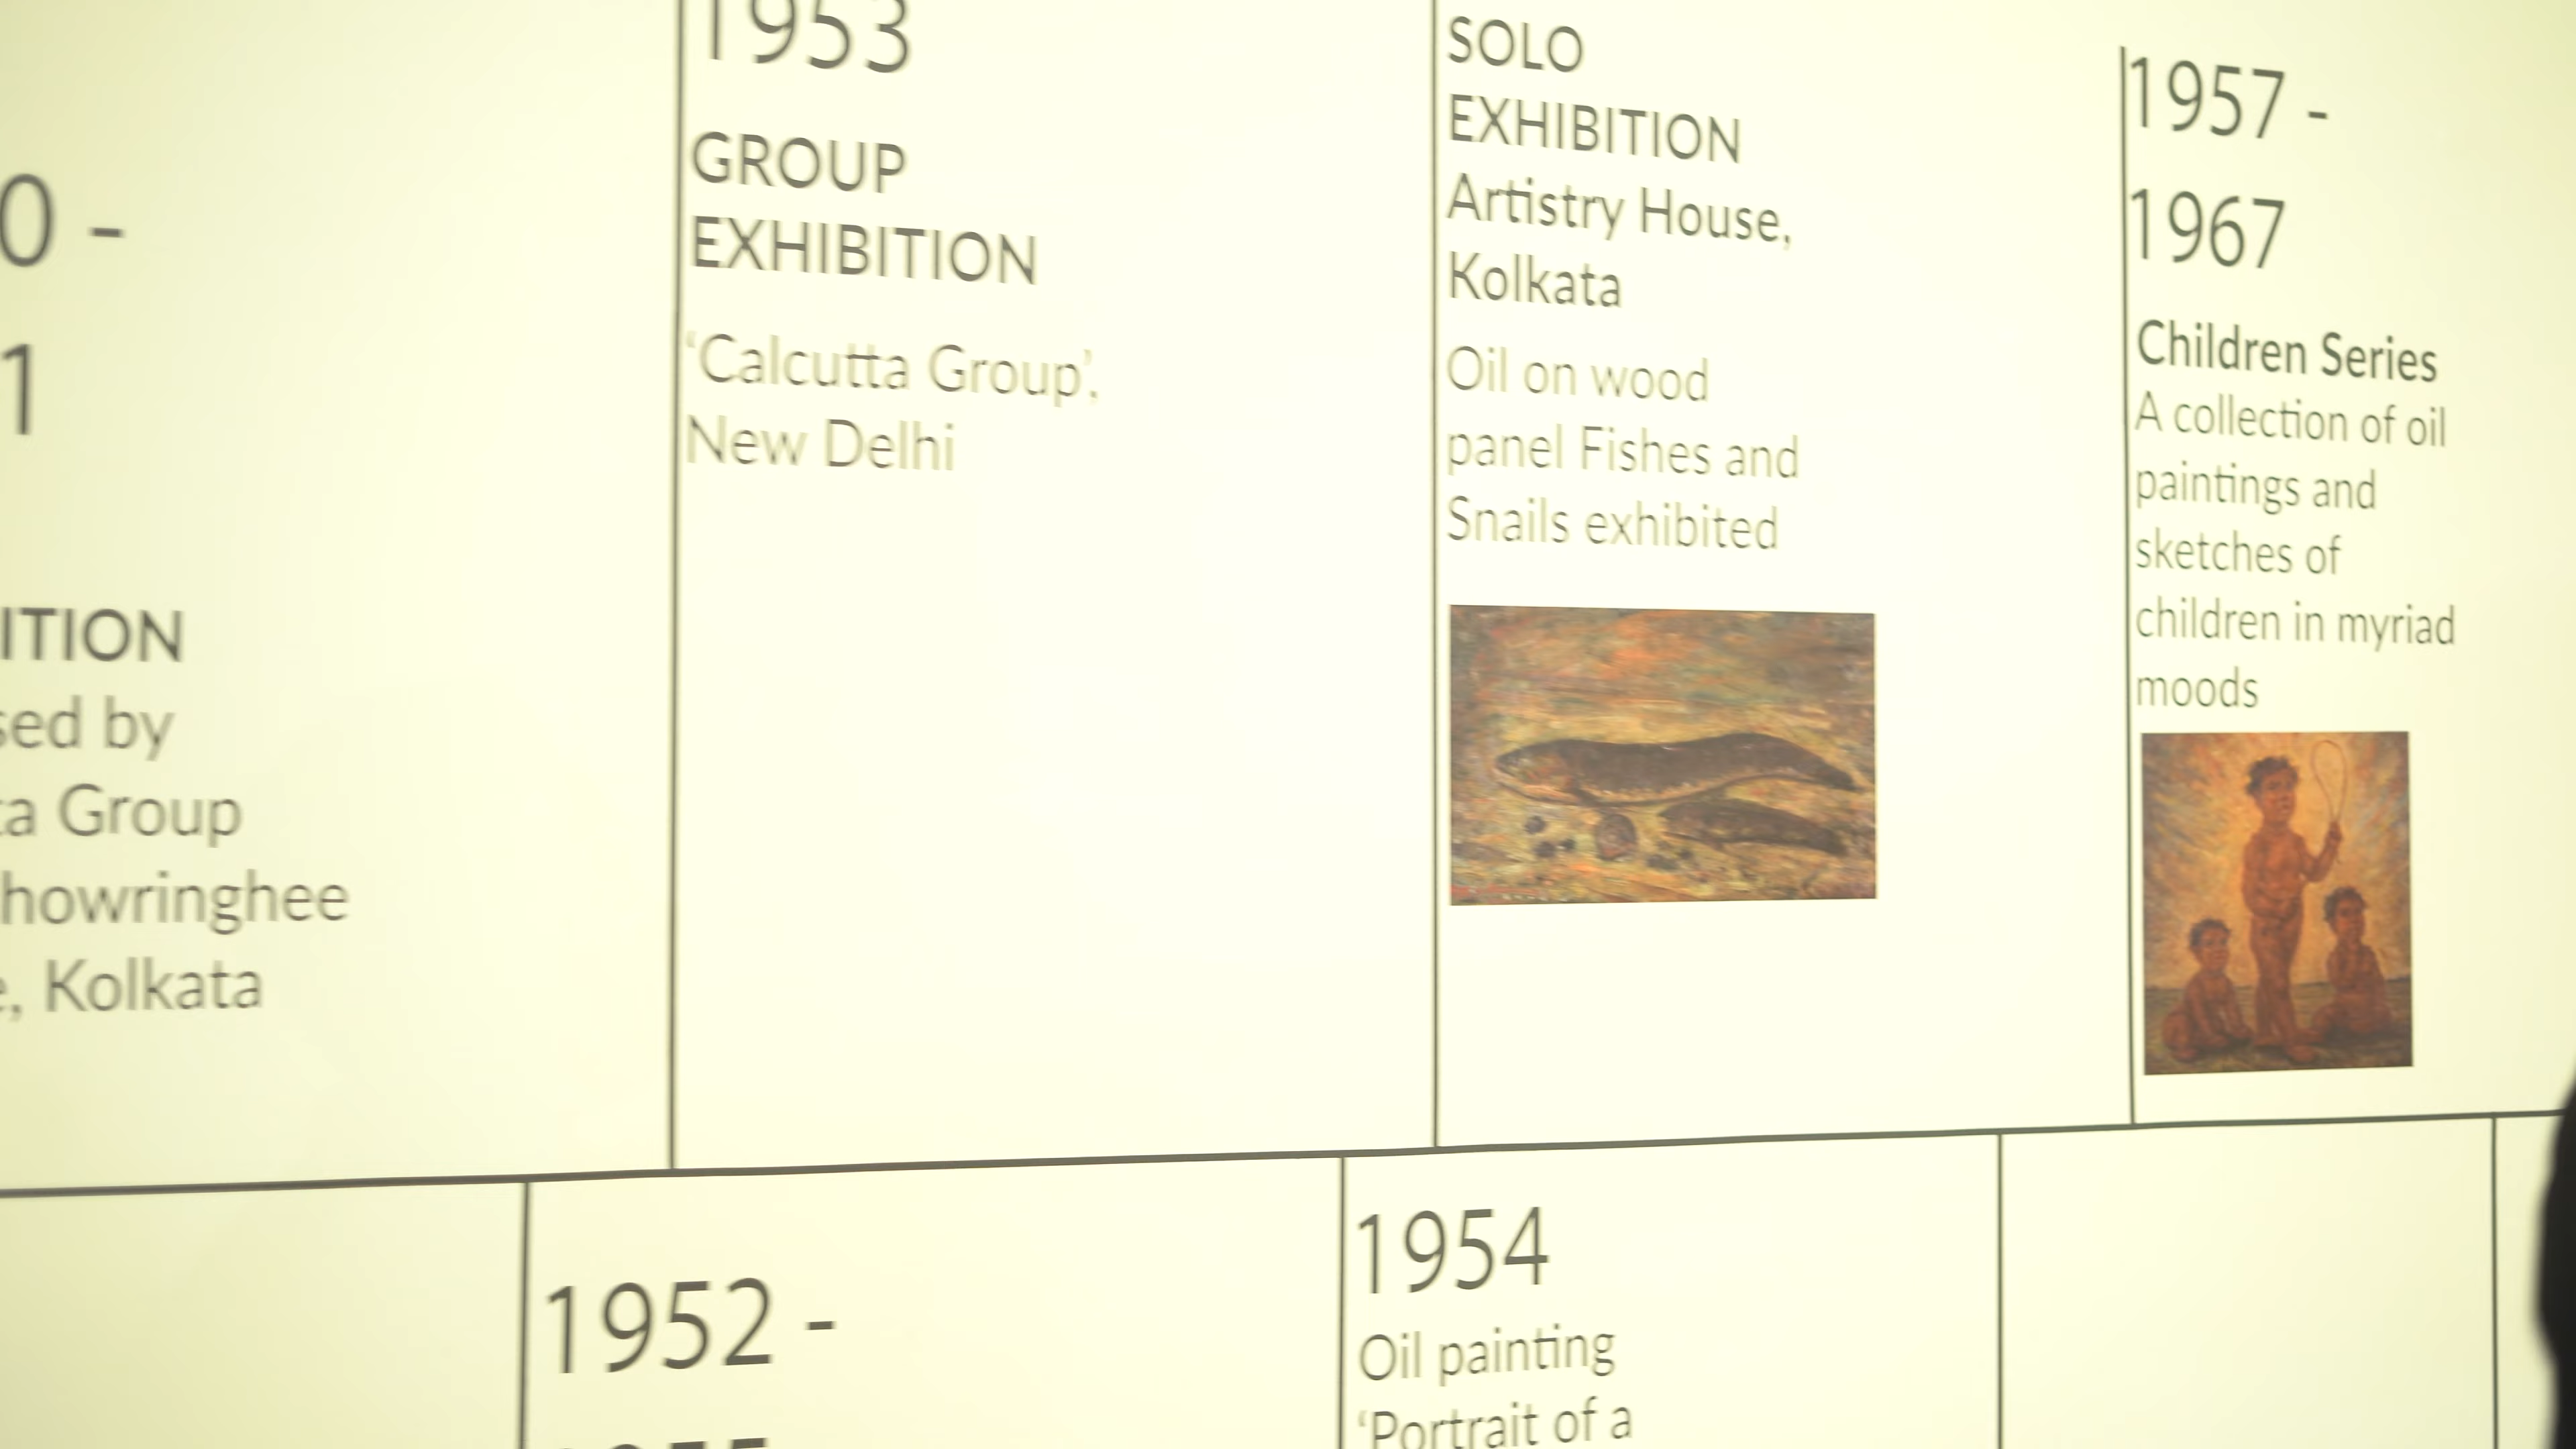 0 -
1
ITION
sed by
ta Group
howringhee
e, Kolkata
1953
GROUP
EXHIBITION
‘Calcutta Group’,
New Delhi
SOLO
EXHIBITION
Artistry House,
Kolkata
Oil on wood
panel Fishes and
Snails exhibited
1957 -
1967
Children Series
A collection of oil
paintings and
sketches of
children in myriad
moods
1952 -
1954
Oil painting
‘Portrait of a